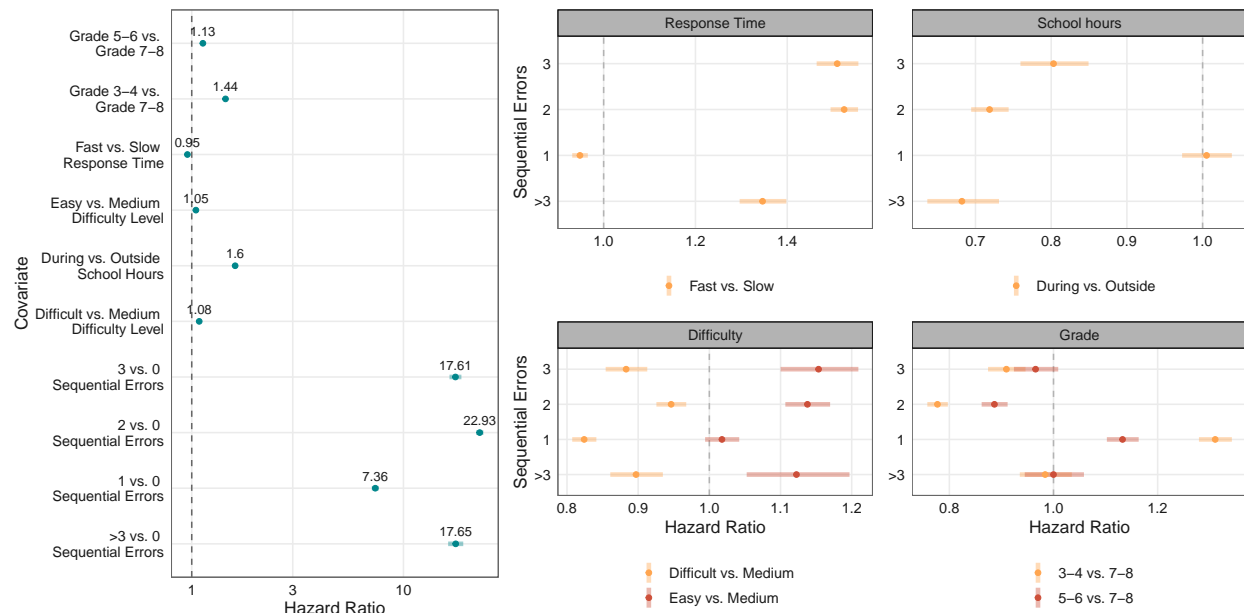 Covariate
Grade 5−6 vs.
Grade 7−8
1.13
Grade 3−4 vs.
Grade 7−8
1.44
Fast vs. Slow
Response Time
0.95
Easy vs. Medium
Difficulty Level
1.05
During vs. Outside
School Hours
1.6
Difficult vs. Medium
Difficulty Level
1.08
3 vs. 0
Sequential Errors
17.61
2 vs. 0
Sequential Errors
22.93
1 vs. 0
Sequential Errors
7.36
>3 vs. 0
Sequential Errors
17.65
1 3 10
Hazard Ratio
Response Time
Sequential Errors
3
2
1
>3
1.0 1.2 1.4
Fast vs. Slow
School hours
3
2
1
>3
0.7 0.8 0.9 1.0
During vs. Outside
Difficulty
Sequential Errors
3
2
1
>3
0.8 0.9 1.0 1.1 1.2
Hazard Ratio
Difficult vs. Medium
Easy vs. Medium
Grade
3
2
1
>3
0.8 1.0 1.2
Hazard Ratio
3−4 vs. 7−8
5−6 vs. 7−8